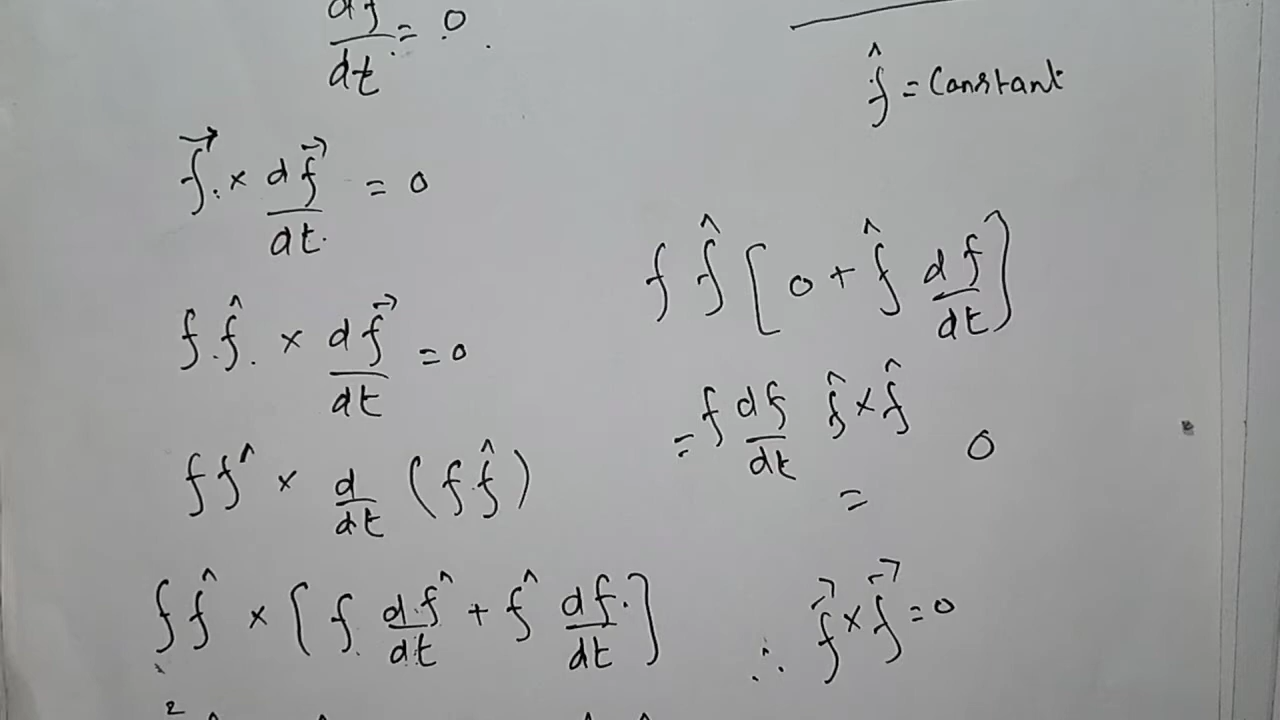 df/dt = 0.
f⃗ × df⃗/dt = 0
f.f̂ × df⃗/dt = 0
f f̂ × d/dt (f f̂)
f f̂ × [f df̂/dt + f̂ df/dt]
2
f̂ = Constant
f f̂ [0 + f̂ df/dt]
= f df/dt f̂ × f̂
= 0
∴ f⃗ × f⃗ = 0